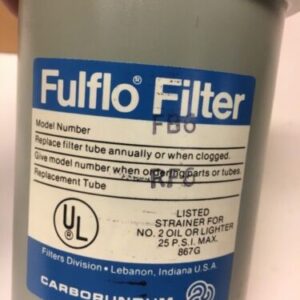 Fulflo® Filter
Model Number FB6
Replace filter tube annually or when clogged.
Give model number when ordering parts or tubes.
Replacement Tube RF6
UL
®
LISTED
STRAINER FOR
NO. 2 OIL OR LIGHTER
25 P.S.I. MAX.
867G
Filters Division • Lebanon, Indiana U.S.A.
CARBORUNDUM